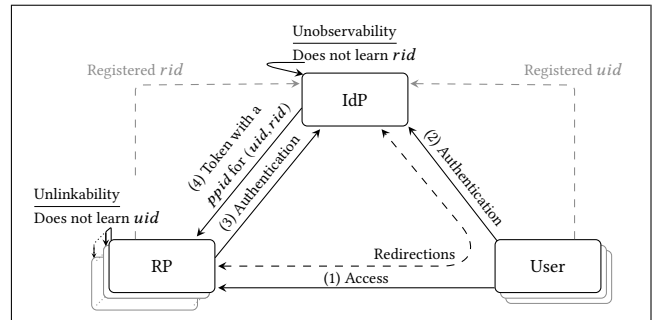 Unobservability
Does not learn rid
Registered rid
Registered uid
IdP
(4) Token with a
ppid for (uid, rid)
(3) Authentication
(2) Authentication
Unlinkability
Does not learn uid
Redirections
RP
User
(1) Access